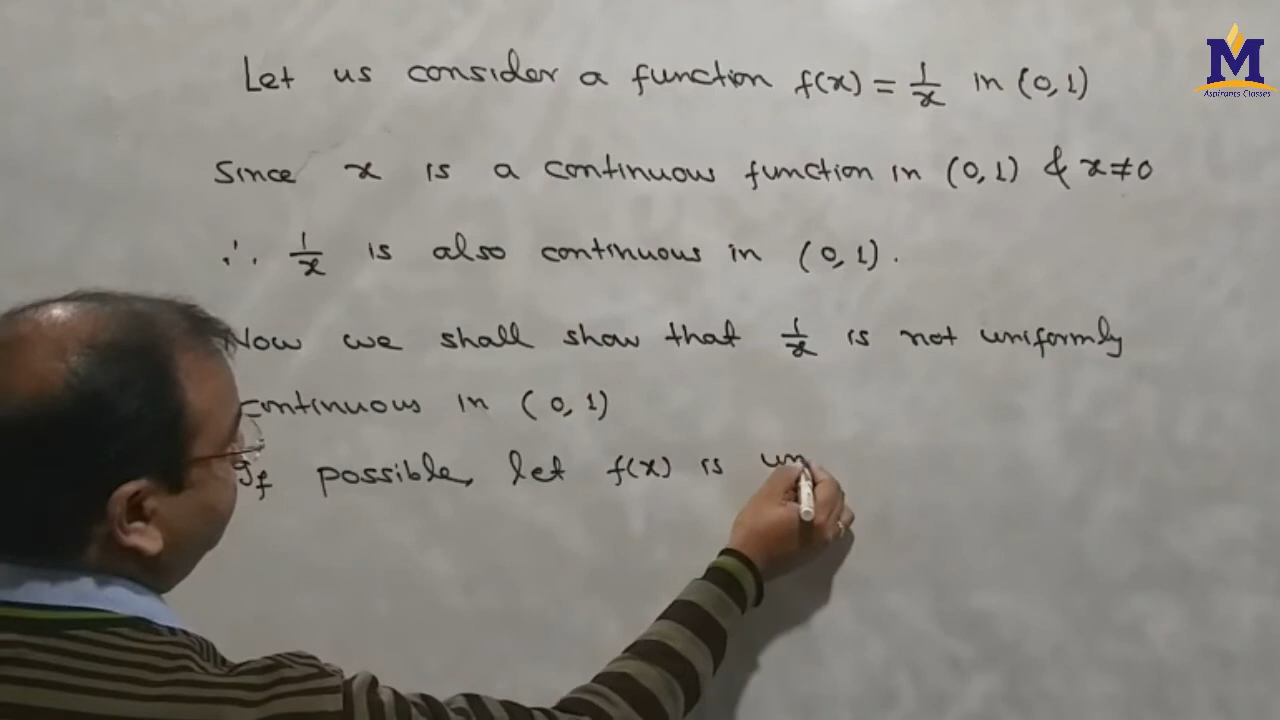 Let us consider a function f(x) = 1/x in (0,1)
M
Aspirants Classes
Since x is a continuous function in (0,1) & x≠0
∴ 1/x is also continuous in (0,1).
Now we shall show that 1/x is not uniformly
continuous in (0,1)
If possible, let f(x) is un